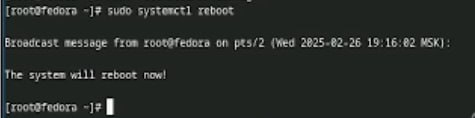 [root@fedora ~]# sudo systemctl reboot
Broadcast message from root@fedora on pts/2 (Wed 2025-02-26 19:16:02 MSK):
The system will reboot now!
[root@fedora ~]#